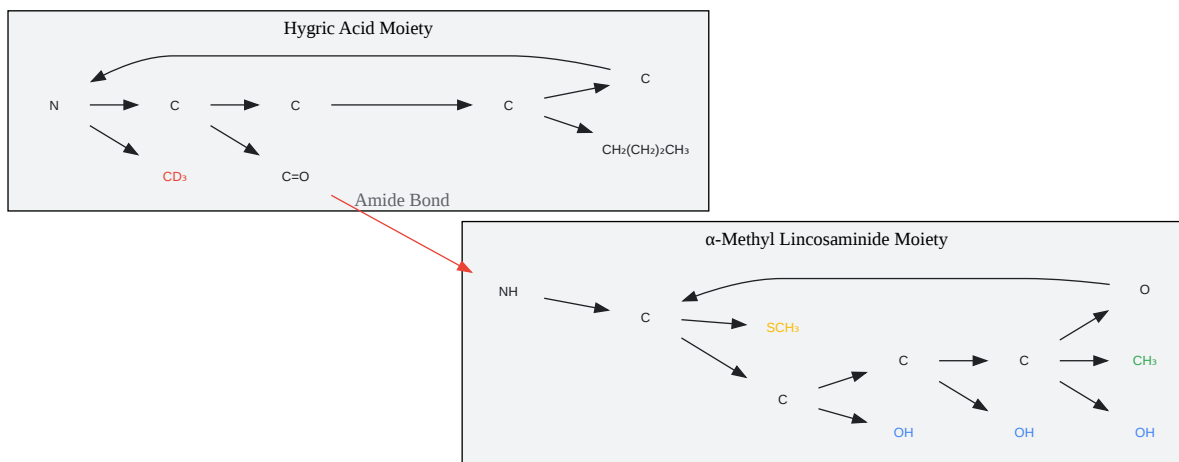 Hygric Acid Moiety
C
N C C C
CH₂(CH₂)₂CH₃
CD₃ C=O
Amide Bond
α-Methyl Lincosaminide Moiety
NH O
C SCH₃
C C CH₃
C
OH OH OH